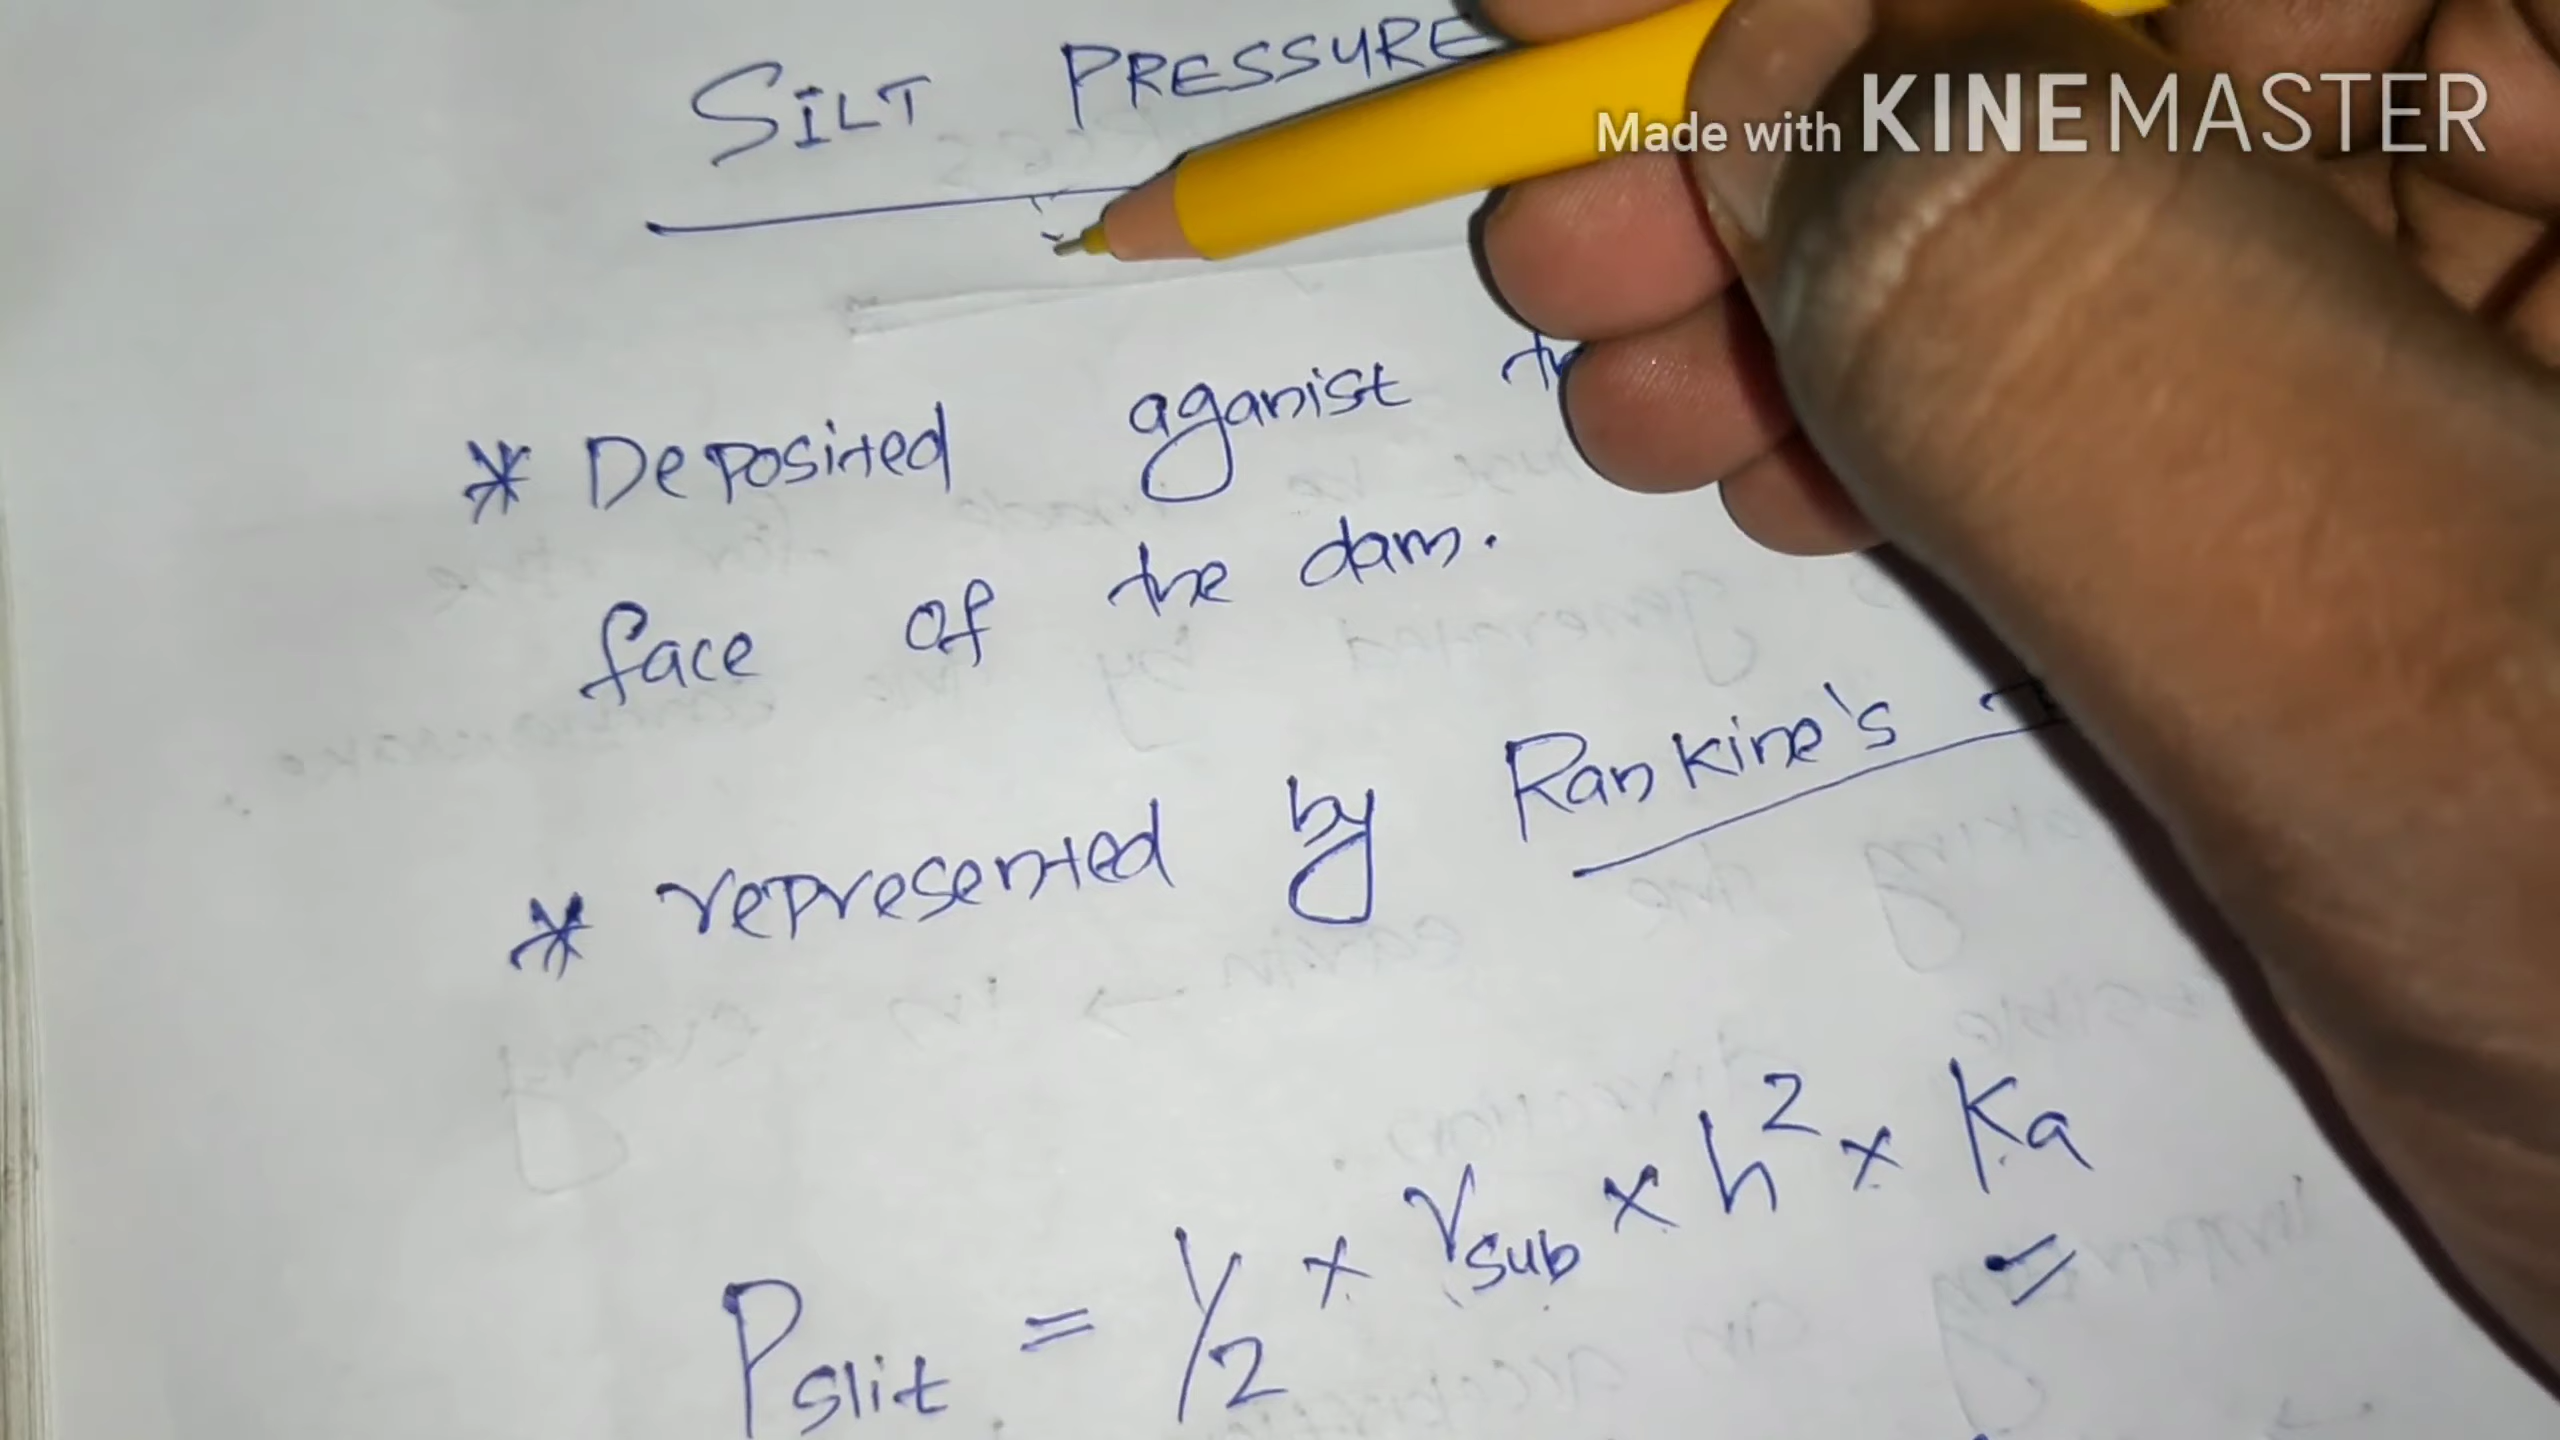 SILT PRESSURE
Made with KINEMASTER
* Deposited aganist
face of the dam.
* represented by Rankine's
Pslit = 1/2 × γsub × h² × Ka